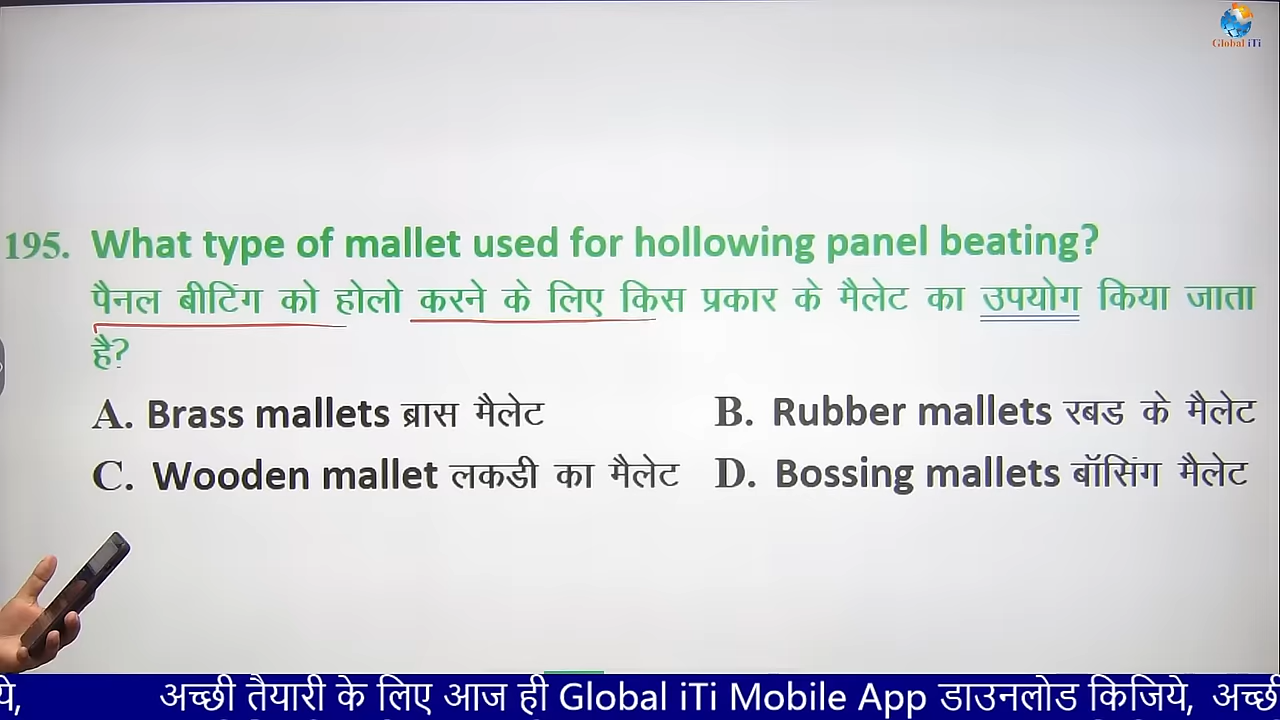 Global iTi
195. What type of mallet used for hollowing panel beating?
पैनल बीटिंग को होलो करने के लिए किस प्रकार के मैलेट का उपयोग किया जाता
है?
A. Brass mallets ब्रास मैलेट B. Rubber mallets रबड के मैलेट
C. Wooden mallet लकडी का मैलेट D. Bossing mallets बॉसिंग मैलेट
ये, अच्छी तैयारी के लिए आज ही Global iTi Mobile App डाउनलोड किजिये, अच्छी